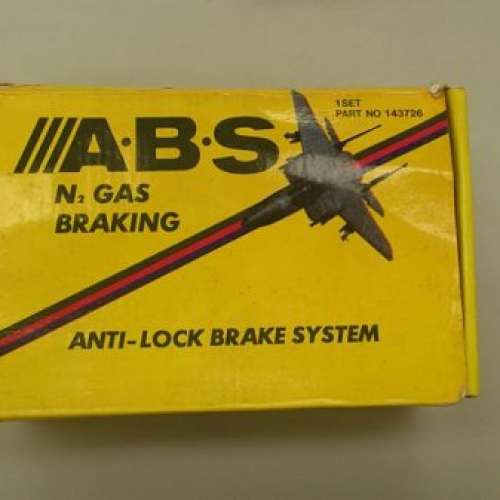 1SET
PART NO 143726
///A·B·S
N₂ GAS
BRAKING
ANTI-LOCK BRAKE SYSTEM